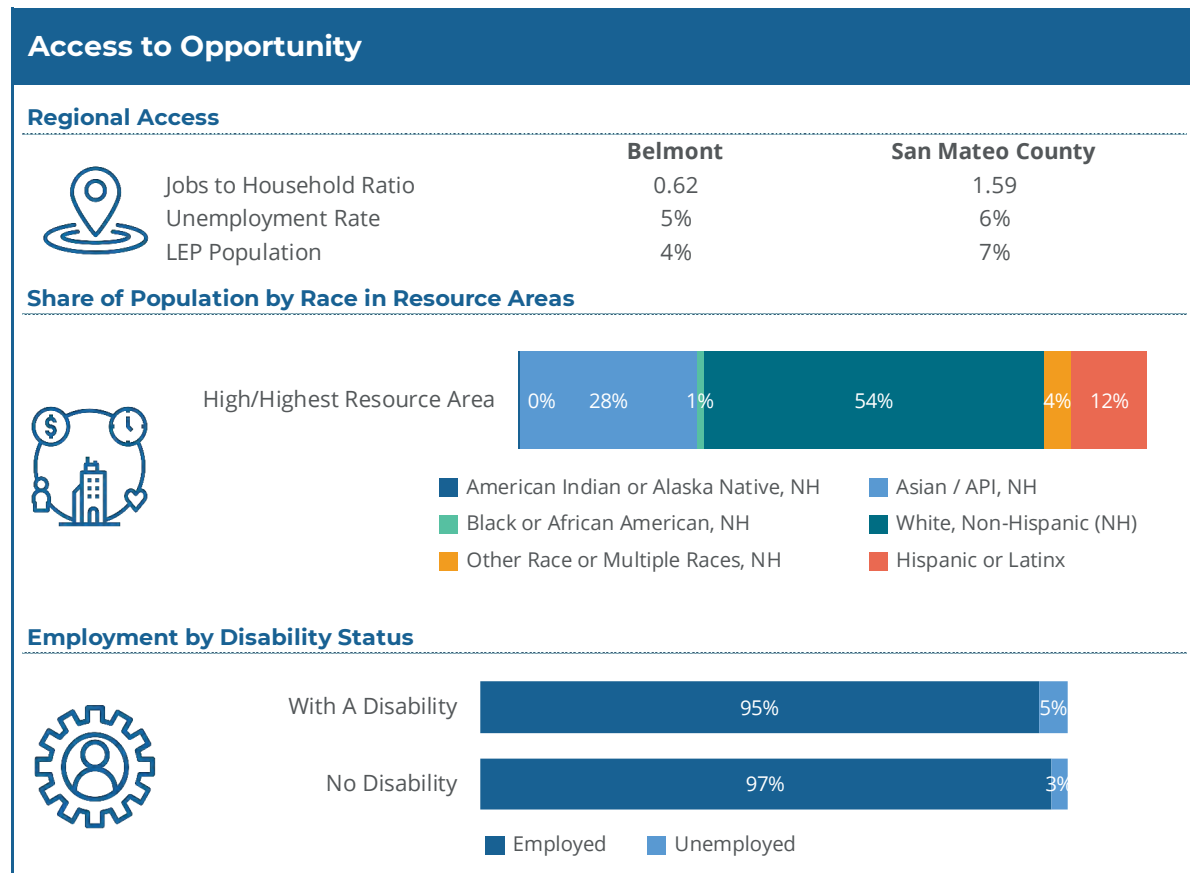 Access to Opportunity
Regional Access
Belmont San Mateo County
Jobs to Household Ratio 0.62 1.59
Unemployment Rate 5% 6%
LEP Population 4% 7%
Share of Population by Race in Resource Areas
$
High/Highest Resource Area 0% 28% 1% 54% 4% 12%
American Indian or Alaska Native, NH Asian / API, NH
Black or African American, NH White, Non-Hispanic (NH)
Other Race or Multiple Races, NH Hispanic or Latinx
Employment by Disability Status
With A Disability 95% 5%
No Disability 97% 3%
Employed Unemployed